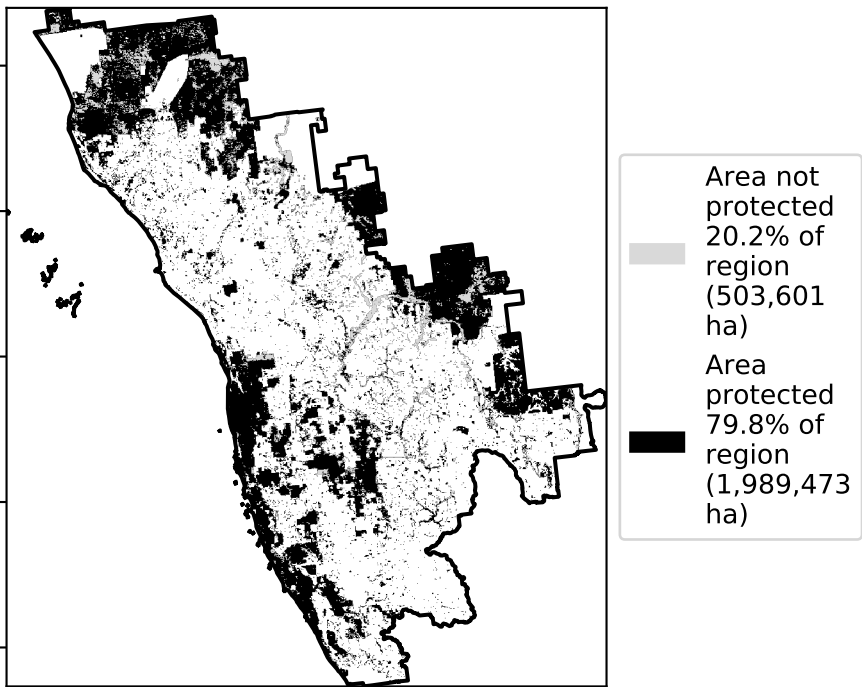 Area not
protected
20.2% of
region
(503,601
ha)
Area
protected
79.8% of
region
(1,989,473
ha)